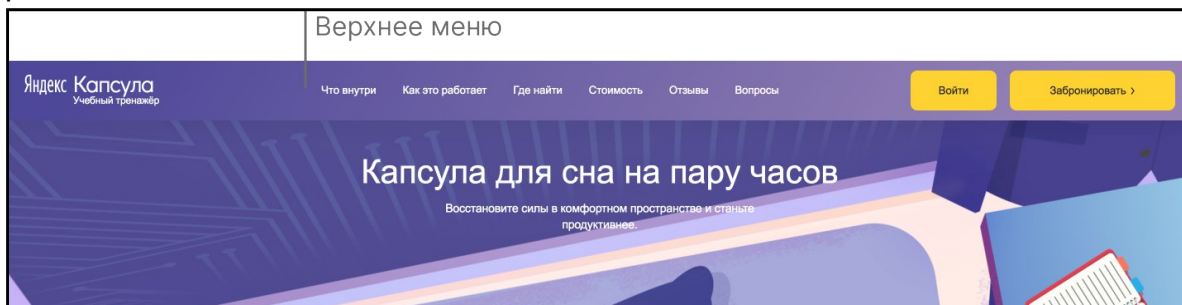 Верхнее меню
Яндекс Капсула
Учебный тренажёр
Что внутри Как это работает Где найти Стоимость Отзывы Вопросы Войти Забронировать >
Капсула для сна на пару часов
Восстановите силы в комфортном пространстве и станьте
продуктивнее.